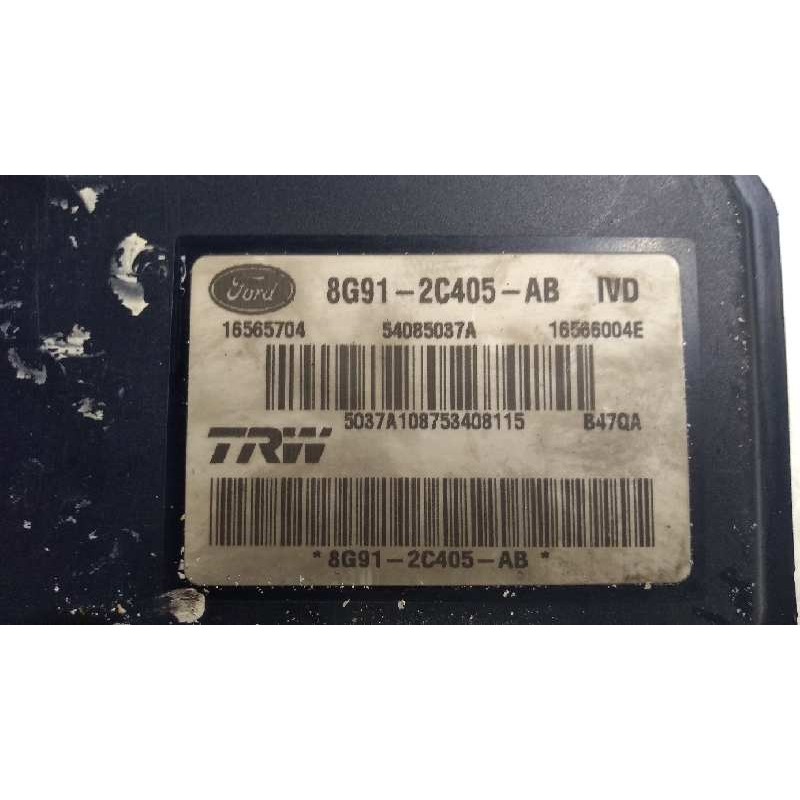 Ford 8G91-2C405-AB IVD
16565704 54085037A 16566004E
5037A108753408115 B47QA
TRW
*8G91-2C405-AB*